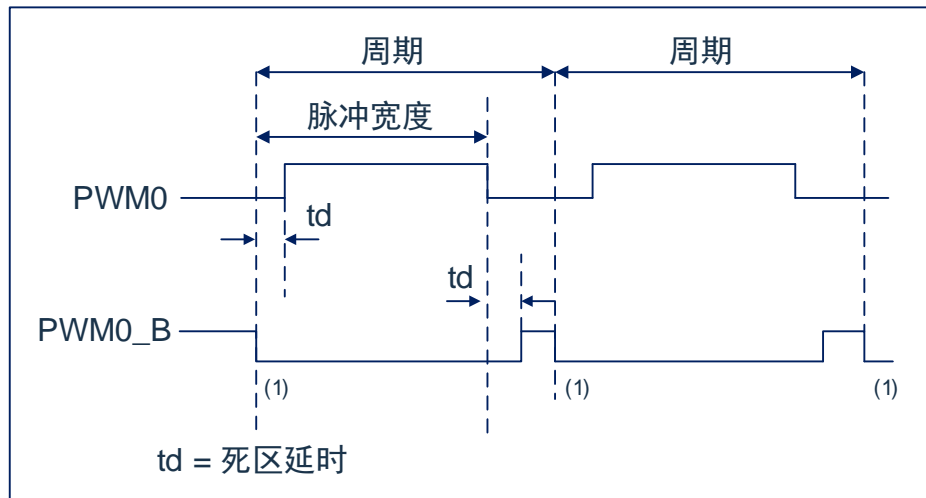 周期
周期
脉冲宽度
PWM0
td
td
PWM0_B
(1)
(1)
(1)
td = 死区延时